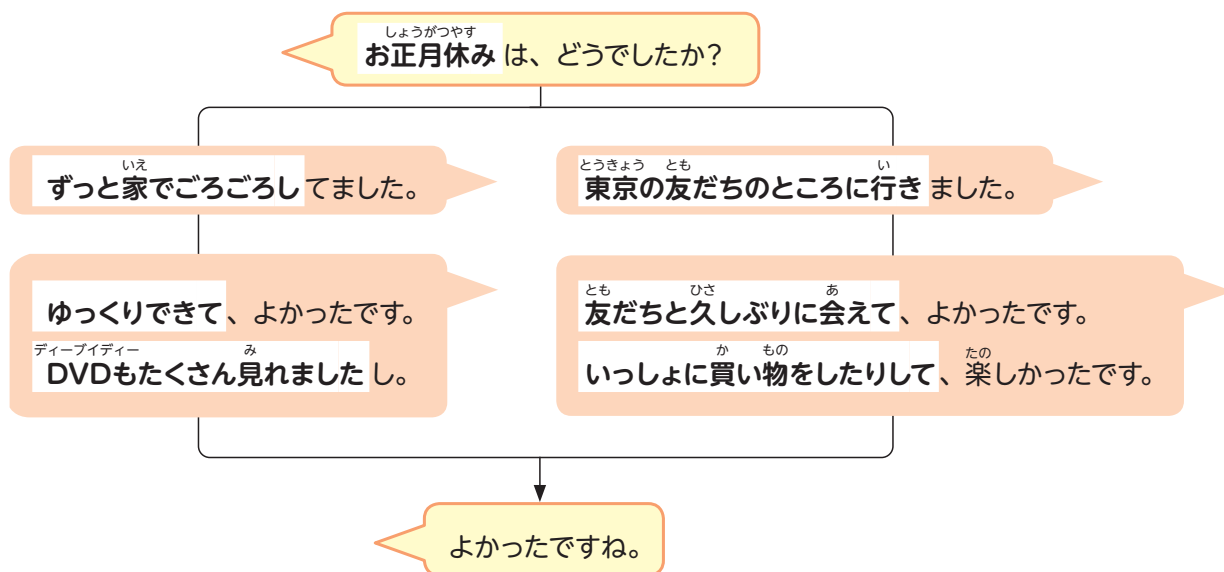 しょうがつやす
お正月休みは、どうでしたか？
いえ
ずっと家でごろごろしてました。
ゆっくりできて、よかったです。
ディーブイディー み
DVDもたくさん見れましたし。
とうきょう とも い
東京の友だちのところに行きました。
とも ひさ あ
友だちと久しぶりに会えて、よかったです。
か もの たの
いっしょに買い物をしたりして、楽しかったです。
よかったですね。